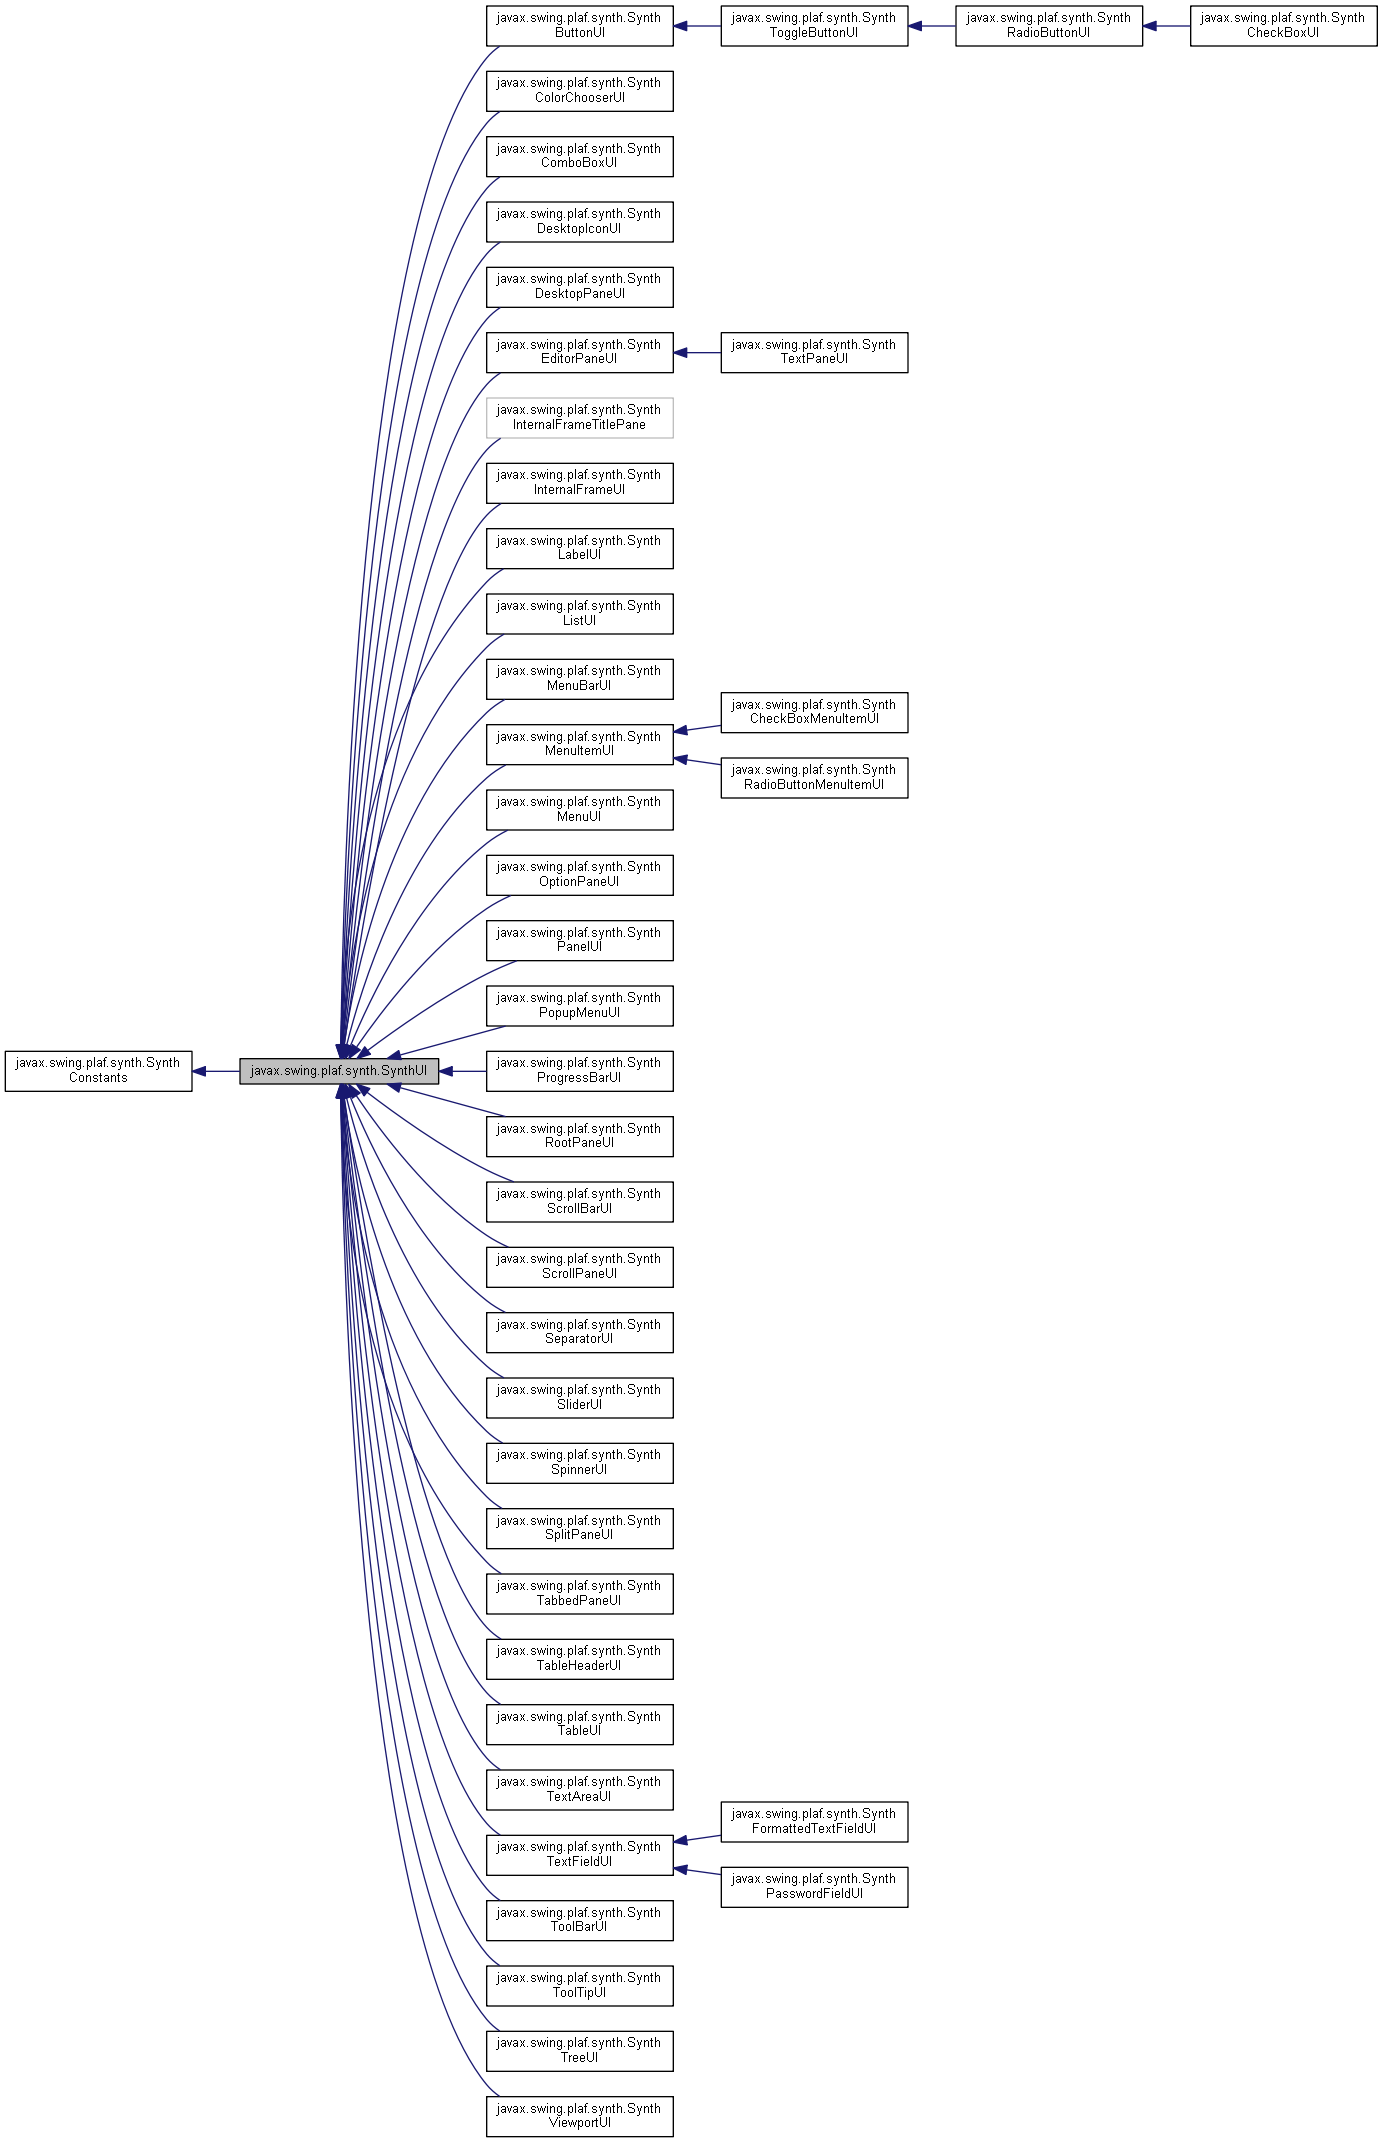 javax.swing.plaf.synth.Synth
ButtonUI
javax.swing.plaf.synth.Synth
ToggleButtonUI
javax.swing.plaf.synth.Synth
RadioButtonUI
javax.swing.plaf.synth.Synth
CheckBoxUI
javax.swing.plaf.synth.Synth
ColorChooserUI
javax.swing.plaf.synth.Synth
ComboBoxUI
javax.swing.plaf.synth.Synth
DesktopIconUI
javax.swing.plaf.synth.Synth
DesktopPaneUI
javax.swing.plaf.synth.Synth
EditorPaneUI
javax.swing.plaf.synth.Synth
TextPaneUI
javax.swing.plaf.synth.Synth
InternalFrameTitlePane
javax.swing.plaf.synth.Synth
InternalFrameUI
javax.swing.plaf.synth.Synth
LabelUI
javax.swing.plaf.synth.Synth
ListUI
javax.swing.plaf.synth.Synth
MenuBarUI
javax.swing.plaf.synth.Synth
MenuItemUI
javax.swing.plaf.synth.Synth
CheckBoxMenuItemUI
javax.swing.plaf.synth.Synth
RadioButtonMenuItemUI
javax.swing.plaf.synth.Synth
MenuUI
javax.swing.plaf.synth.Synth
OptionPaneUI
javax.swing.plaf.synth.Synth
PanelUI
javax.swing.plaf.synth.Synth
PopupMenuUI
javax.swing.plaf.synth.Synth
Constants
javax.swing.plaf.synth.SynthUI
javax.swing.plaf.synth.Synth
ProgressBarUI
javax.swing.plaf.synth.Synth
RootPaneUI
javax.swing.plaf.synth.Synth
ScrollBarUI
javax.swing.plaf.synth.Synth
ScrollPaneUI
javax.swing.plaf.synth.Synth
SeparatorUI
javax.swing.plaf.synth.Synth
SliderUI
javax.swing.plaf.synth.Synth
SpinnerUI
javax.swing.plaf.synth.Synth
SplitPaneUI
javax.swing.plaf.synth.Synth
TabbedPaneUI
javax.swing.plaf.synth.Synth
TableHeaderUI
javax.swing.plaf.synth.Synth
TableUI
javax.swing.plaf.synth.Synth
TextAreaUI
javax.swing.plaf.synth.Synth
TextFieldUI
javax.swing.plaf.synth.Synth
FormattedTextFieldUI
javax.swing.plaf.synth.Synth
PasswordFieldUI
javax.swing.plaf.synth.Synth
ToolBarUI
javax.swing.plaf.synth.Synth
ToolTipUI
javax.swing.plaf.synth.Synth
TreeUI
javax.swing.plaf.synth.Synth
ViewportUI